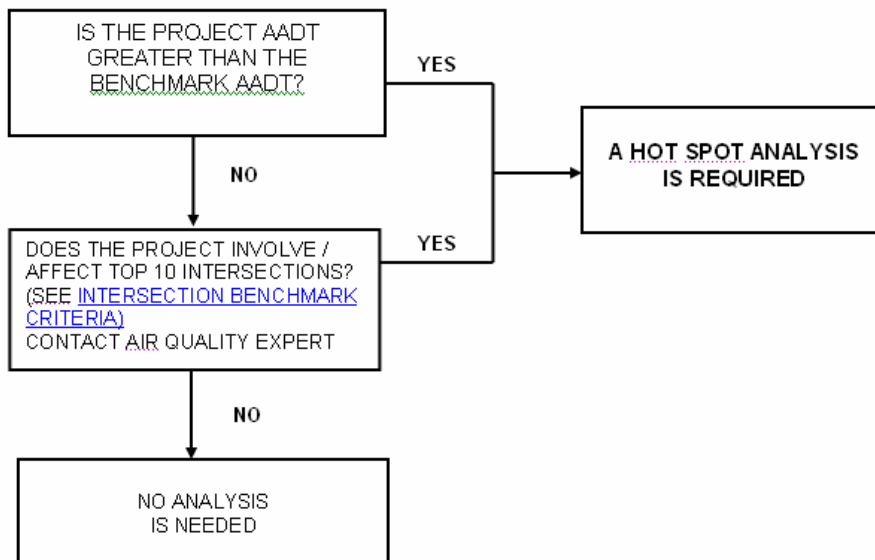 IS THE PROJECT AADT
GREATER THAN THE
BENCHMARK AADT?
YES
A HOT SPOT ANALYSIS
IS REQUIRED
NO
DOES THE PROJECT INVOLVE /
AFFECT TOP 10 INTERSECTIONS?
(SEE INTERSECTION BENCHMARK
CRITERIA)
CONTACT AIR QUALITY EXPERT
YES
NO
NO ANALYSIS
IS NEEDED